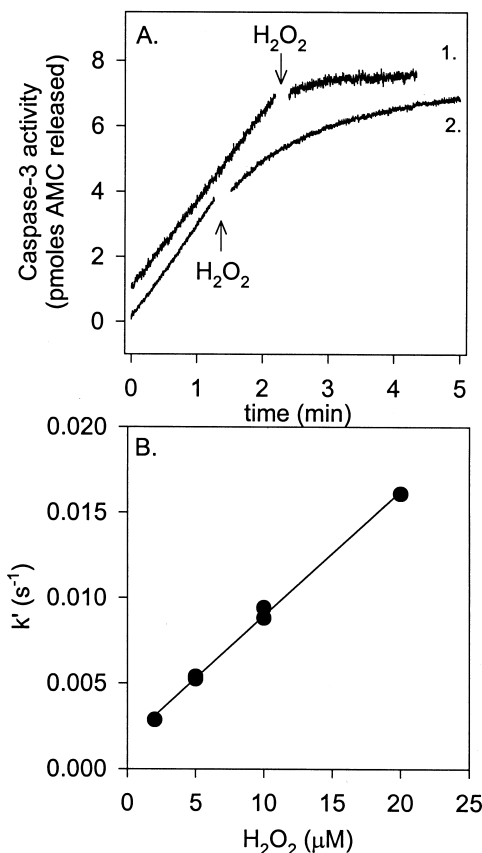 A.
H₂O₂
1.
2.
H₂O₂
Caspase-3 activity
(pmoles AMC released)
8
6
4
2
0
0 1 2 3 4 5
time (min)
B.
0.020
0.015
0.010
0.005
0.000
k' (s⁻¹)
0 5 10 15 20 25
H₂O₂ (μM)